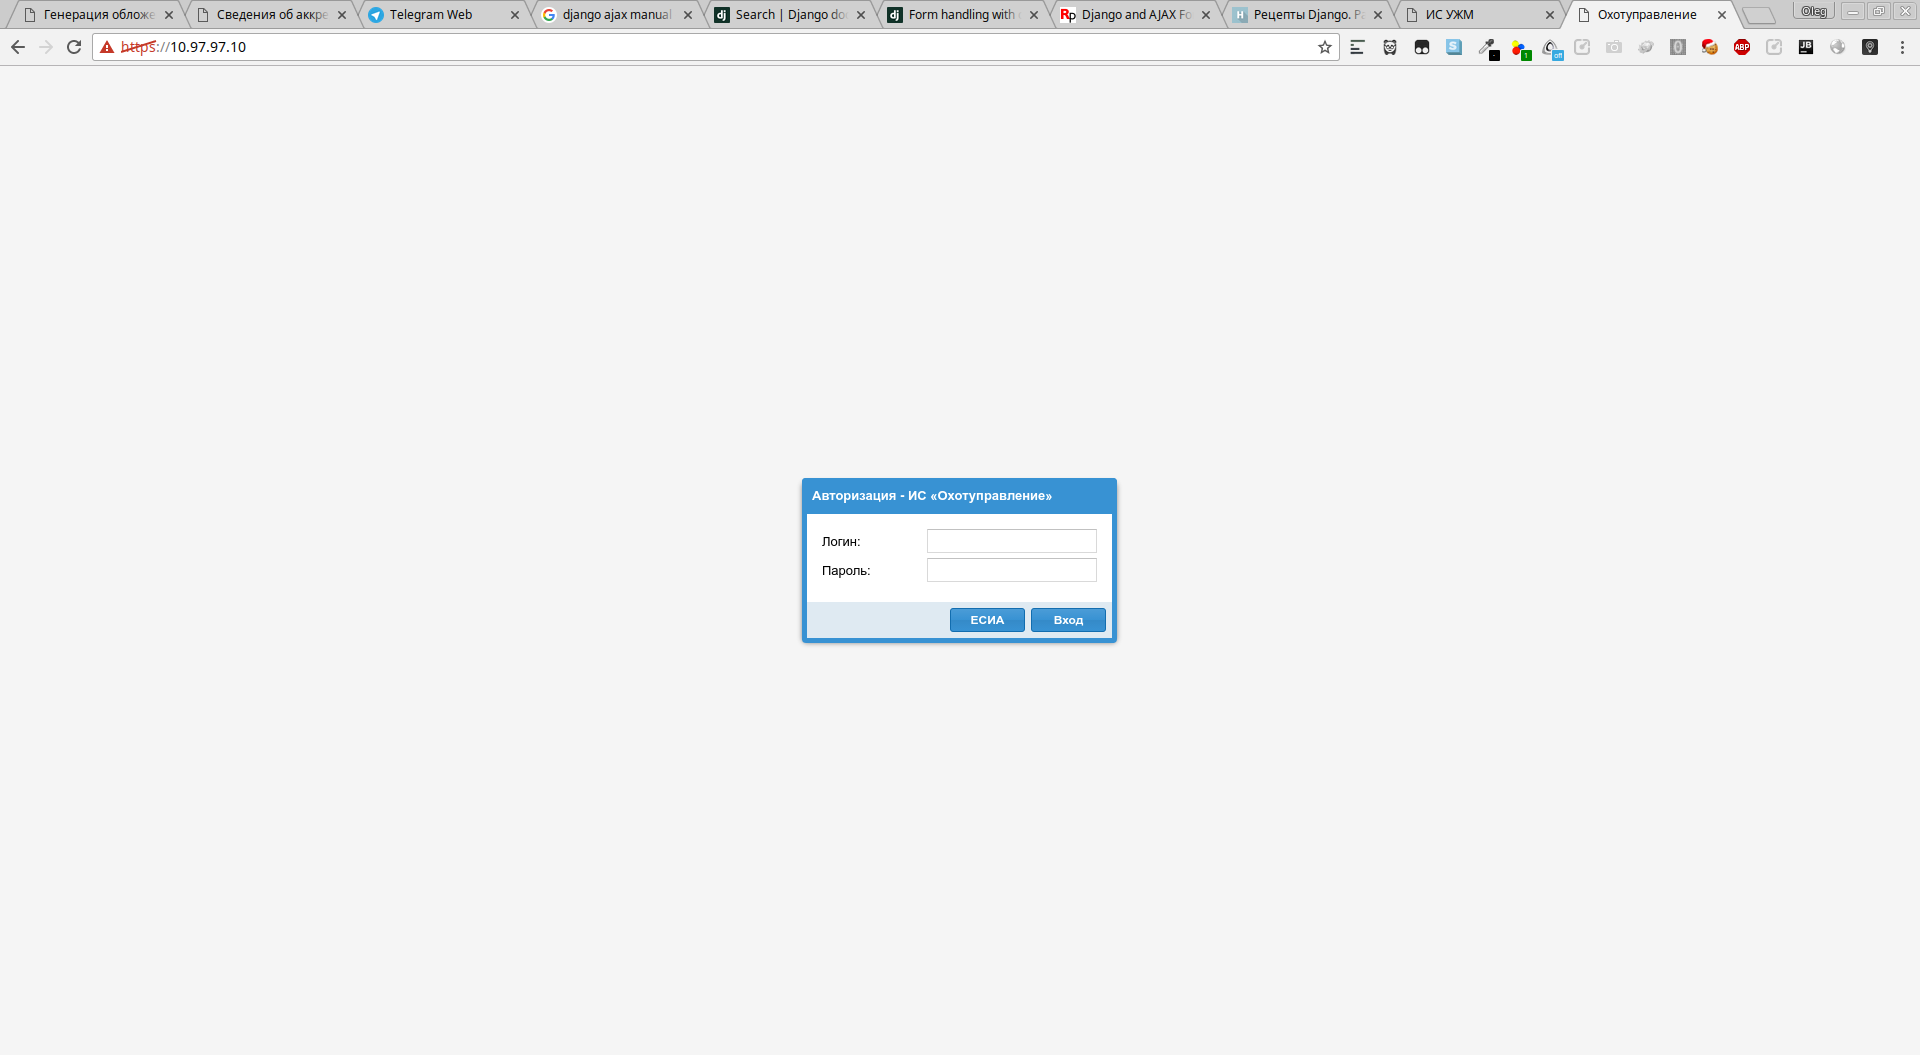 Генерация обложе
Сведения об аккре
Telegram Web
django ajax manual
Search | Django do
Form handling with
Django and AJAX Fo
Рецепты Django.
ИС УЖМ
Охотуправление
Oleg
https://10.97.97.10
Авторизация - ИС «Охотуправление»
Логин:
Пароль:
ЕСИА Вход